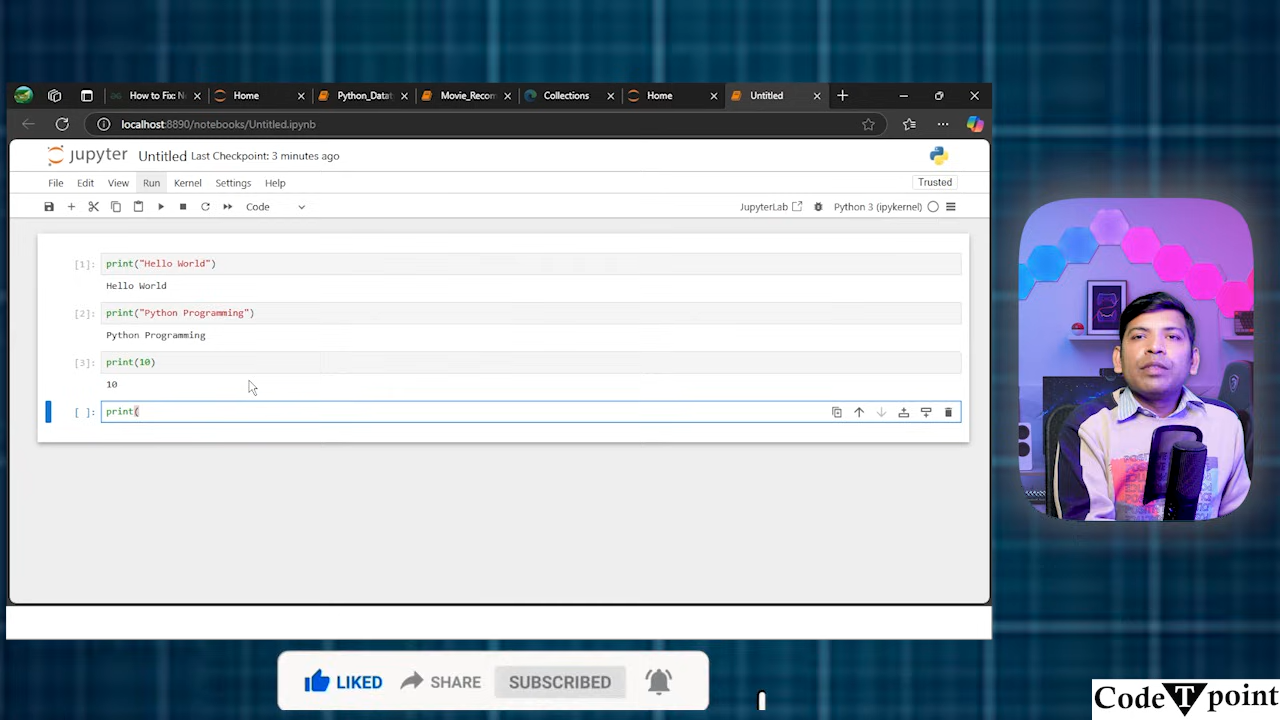 How to Fix: N
Home
Python_Datat
Movie_Recom
Collections
Home
Untitled
localhost:8890/notebooks/Untitled.ipynb
jupyter Untitled Last Checkpoint: 3 minutes ago
File Edit View Run Kernel Settings Help
Trusted
Code
JupyterLab
Python 3 (ipykernel)
[1]: print("Hello World")
Hello World
[2]: print("Python Programming")
Python Programming
[3]: print(10)
10
[ ]: print(
LIKED SHARE SUBSCRIBED
Code T point